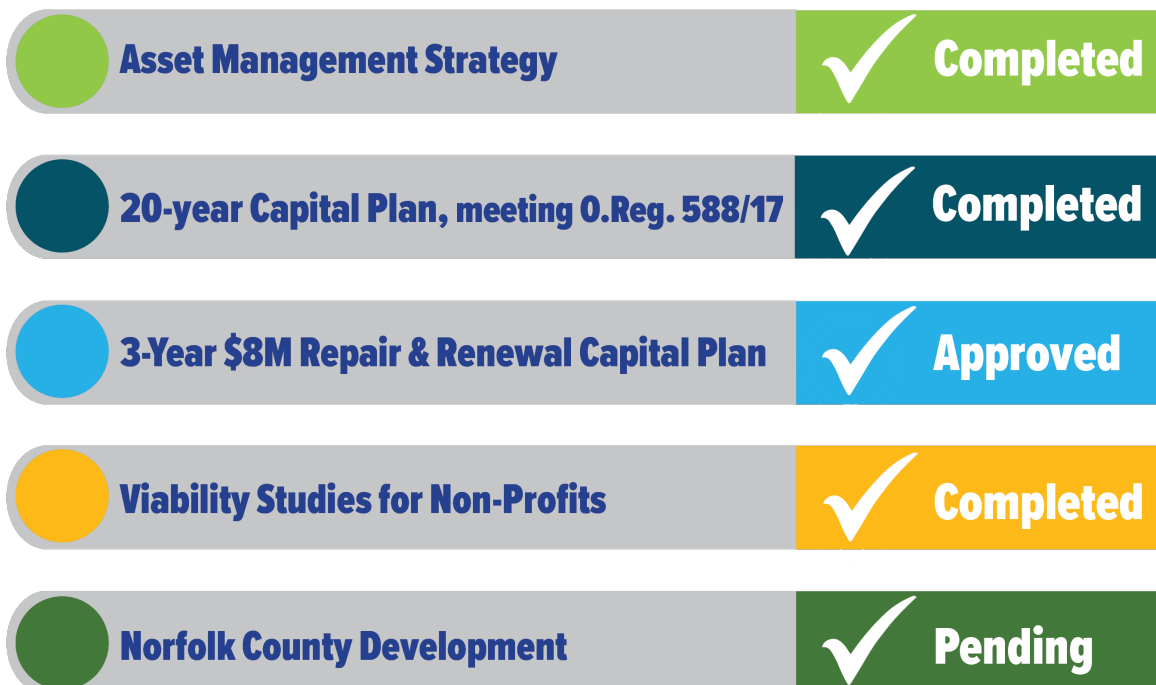 Asset Management Strategy Completed
20-year Capital Plan, meeting O.Reg. 588/17 Completed
3-Year $8M Repair & Renewal Capital Plan Approved
Viability Studies for Non-Profits Completed
Norfolk County Development Pending